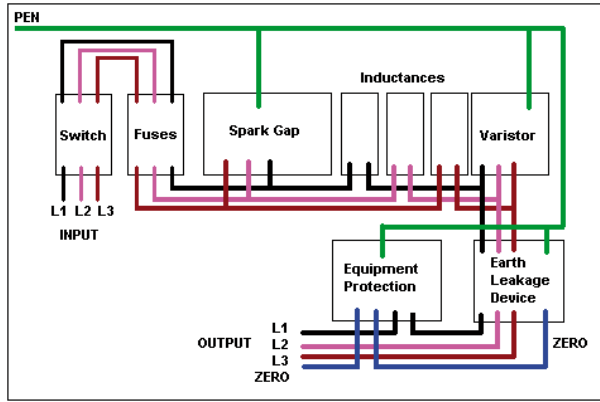 PEN
Inductances
Switch
Fuses
Spark Gap
Varistor
L1 L2 L3
INPUT
Equipment
Protection
Earth
Leakage
Device
OUTPUT
L1
L2
L3
ZERO
ZERO